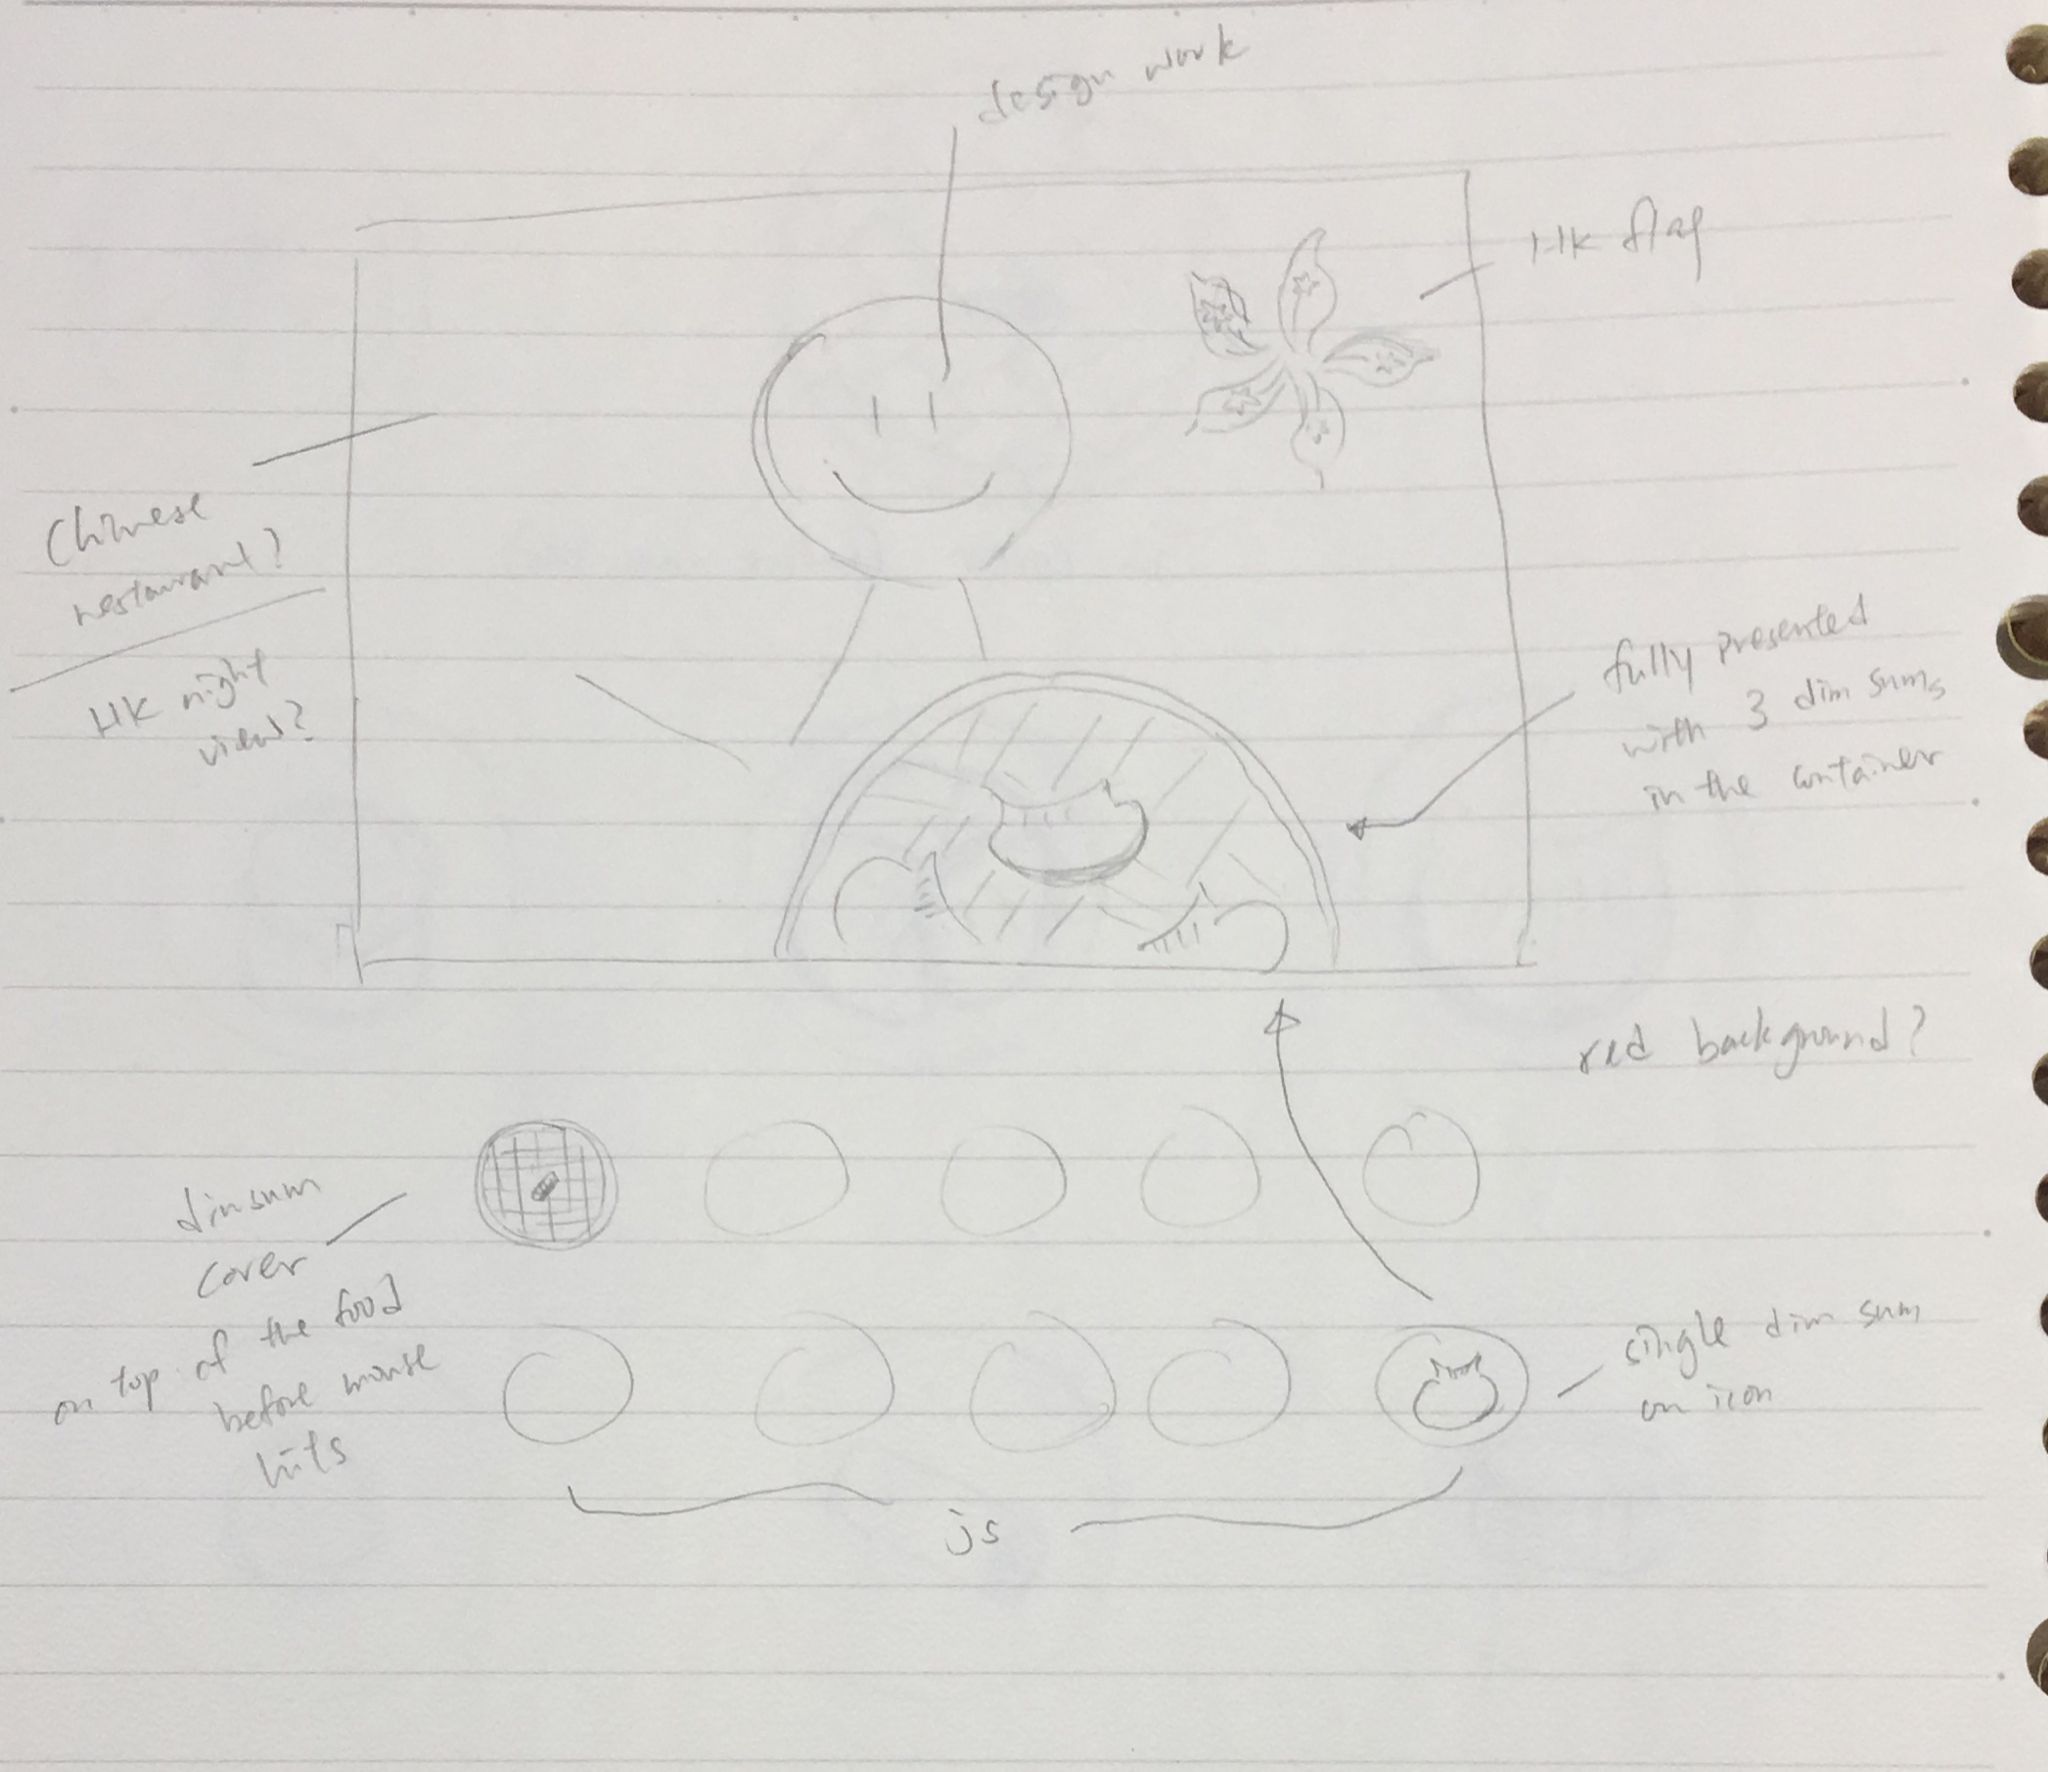 design work
HK flag
Chinese
restaurant?
HK night
view?
fully presented
with 3 dim sums
in the container
red background?
dimsum
cover
on top of the food
before mouse
hits
single dim sum
on icon
js